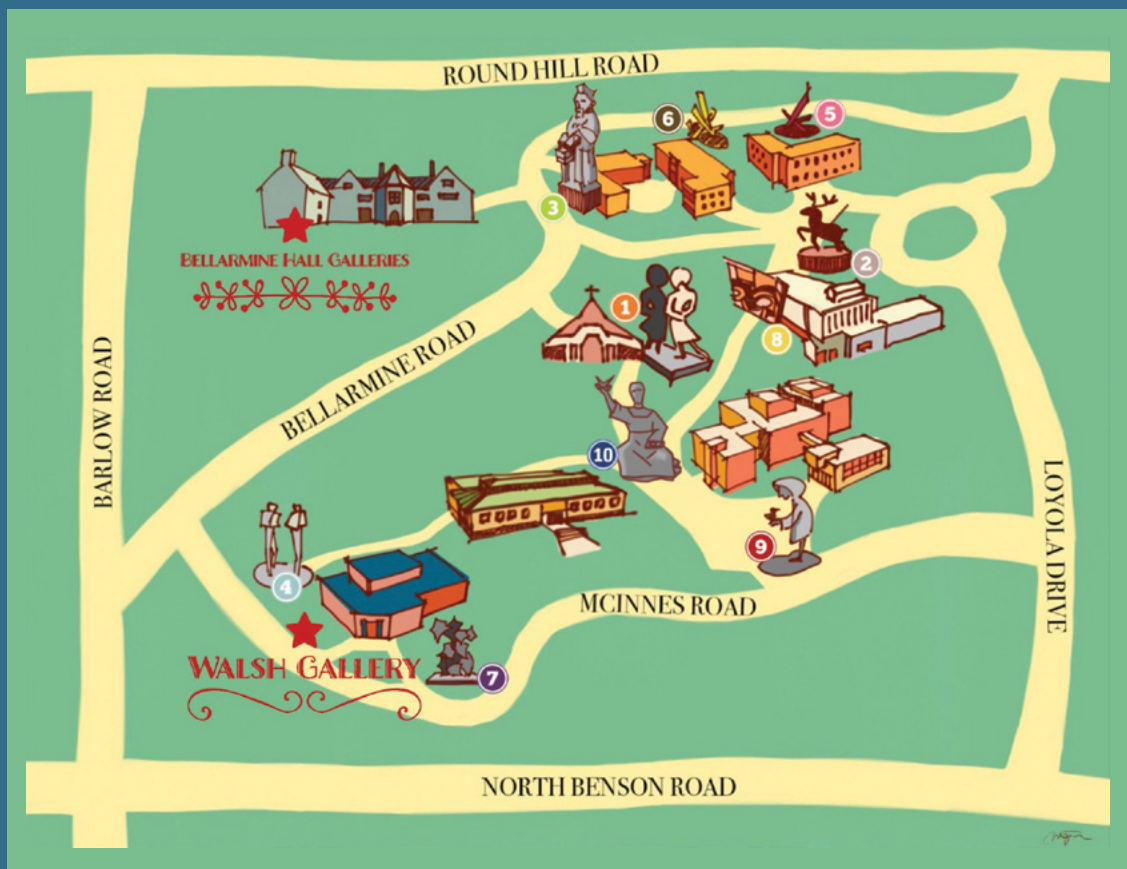 ROUND HILL ROAD
6
5
3
BELLARMINE HALL GALLERIES
2
1
8
BELLARMINE ROAD
BARLOW ROAD
10
LOYOLA DRIVE
9
4
MCINNES ROAD
WALSH GALLERY
7
NORTH BENSON ROAD